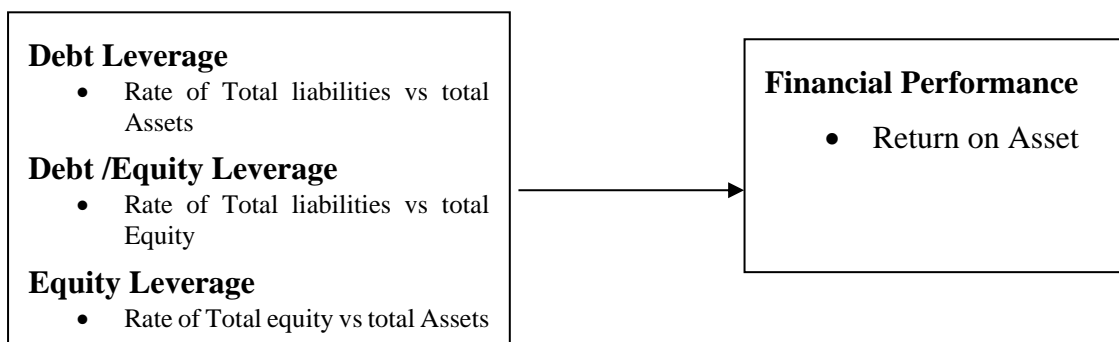 Debt Leverage
• Rate of Total liabilities vs total
Assets
Debt /Equity Leverage
• Rate of Total liabilities vs total
Equity
Equity Leverage
• Rate of Total equity vs total Assets
Financial Performance
• Return on Asset